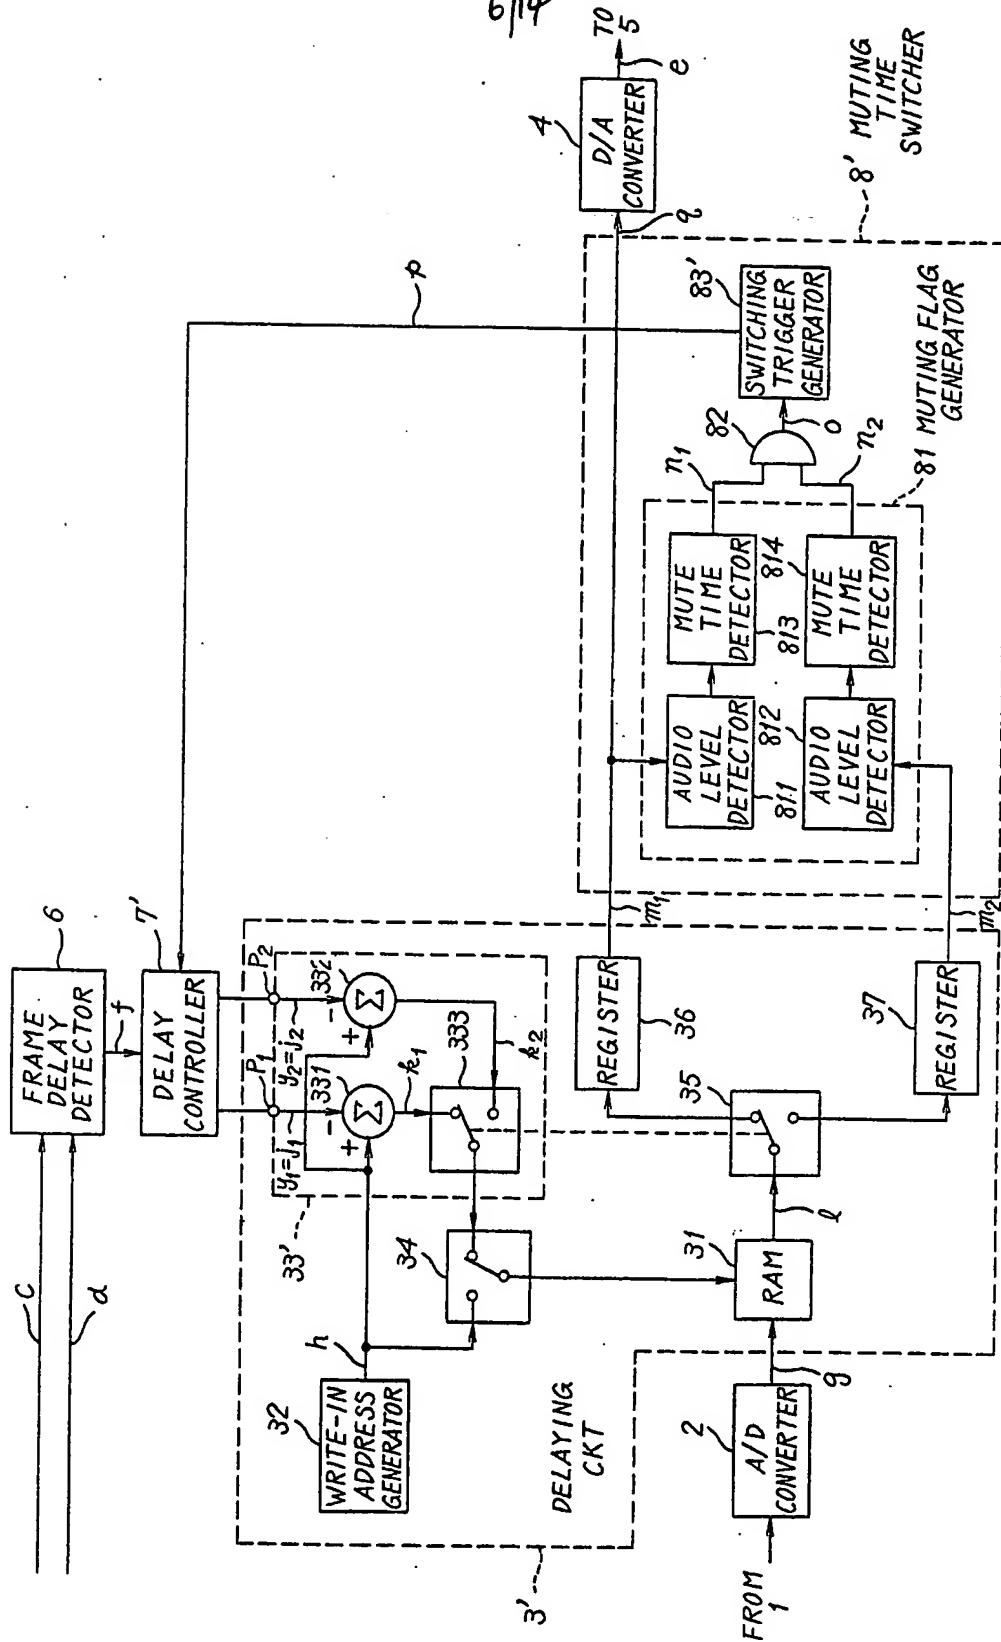 6/14
C
d
FRAME
DELAY
DETECTOR
6
f
DELAY
CONTROLLER
7'
p
P1
P2
y1=j1
y2=j2
331
332
-
-
+
+
Σ
Σ
k1
k2
333
33'
h
32
WRITE-IN
ADDRESS
GENERATOR
34
DELAYING
CKT
3'
FROM
1
2
A/D
CONVERTER
g
31
RAM
l
35
REGISTER
36
REGISTER
37
m1
m2
AUDIO
LEVEL
DETECTOR
811
AUDIO
LEVEL
DETECTOR
812
MUTE
TIME
DETECTOR
813
MUTE
TIME
DETECTOR
814
n1
n2
82
o
SWITCHING
TRIGGER
GENERATOR
83'
81 MUTING FLAG
GENERATOR
8' MUTING
TIME
SWITCHER
q
4
D/A
CONVERTER
e
TO
5